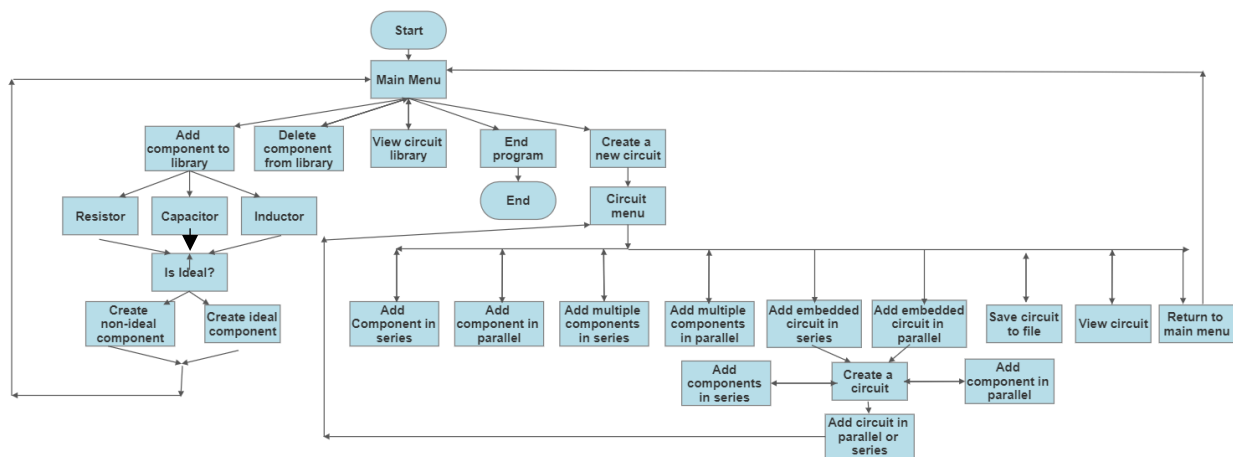 Start
Main Menu
Add
component to
library
Delete
component
from library
View circuit
library
End
program
Create a
new circuit
End
Circuit
menu
Resistor
Capacitor
Inductor
Is Ideal?
Create
non-ideal
component
Create ideal
component
Add
Component in
series
Add
component in
parallel
Add multiple
components
in series
Add multiple
components
in parallel
Add embedded
circuit in
series
Add embedded
circuit in
parallel
Save circuit
to file
View circuit
Return to
main menu
Add
components
in series
Create a
circuit
Add
component in
parallel
Add circuit in
parallel or
series